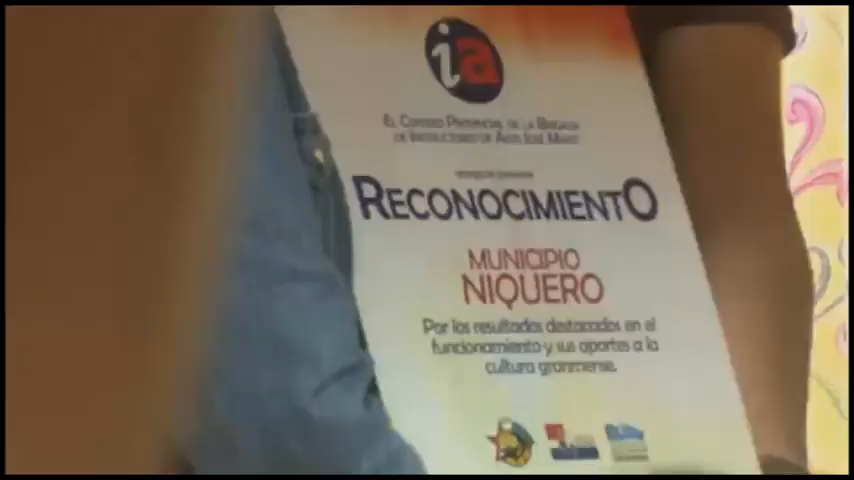 ia
El Consejo Provincial de la Brigada
de Instructores de Arte José Martí
Reconocimiento
MUNICIPIO
NIQUERO
Por los resultados destacados en el
funcionamiento y sus aportes a la
cultura granmense.